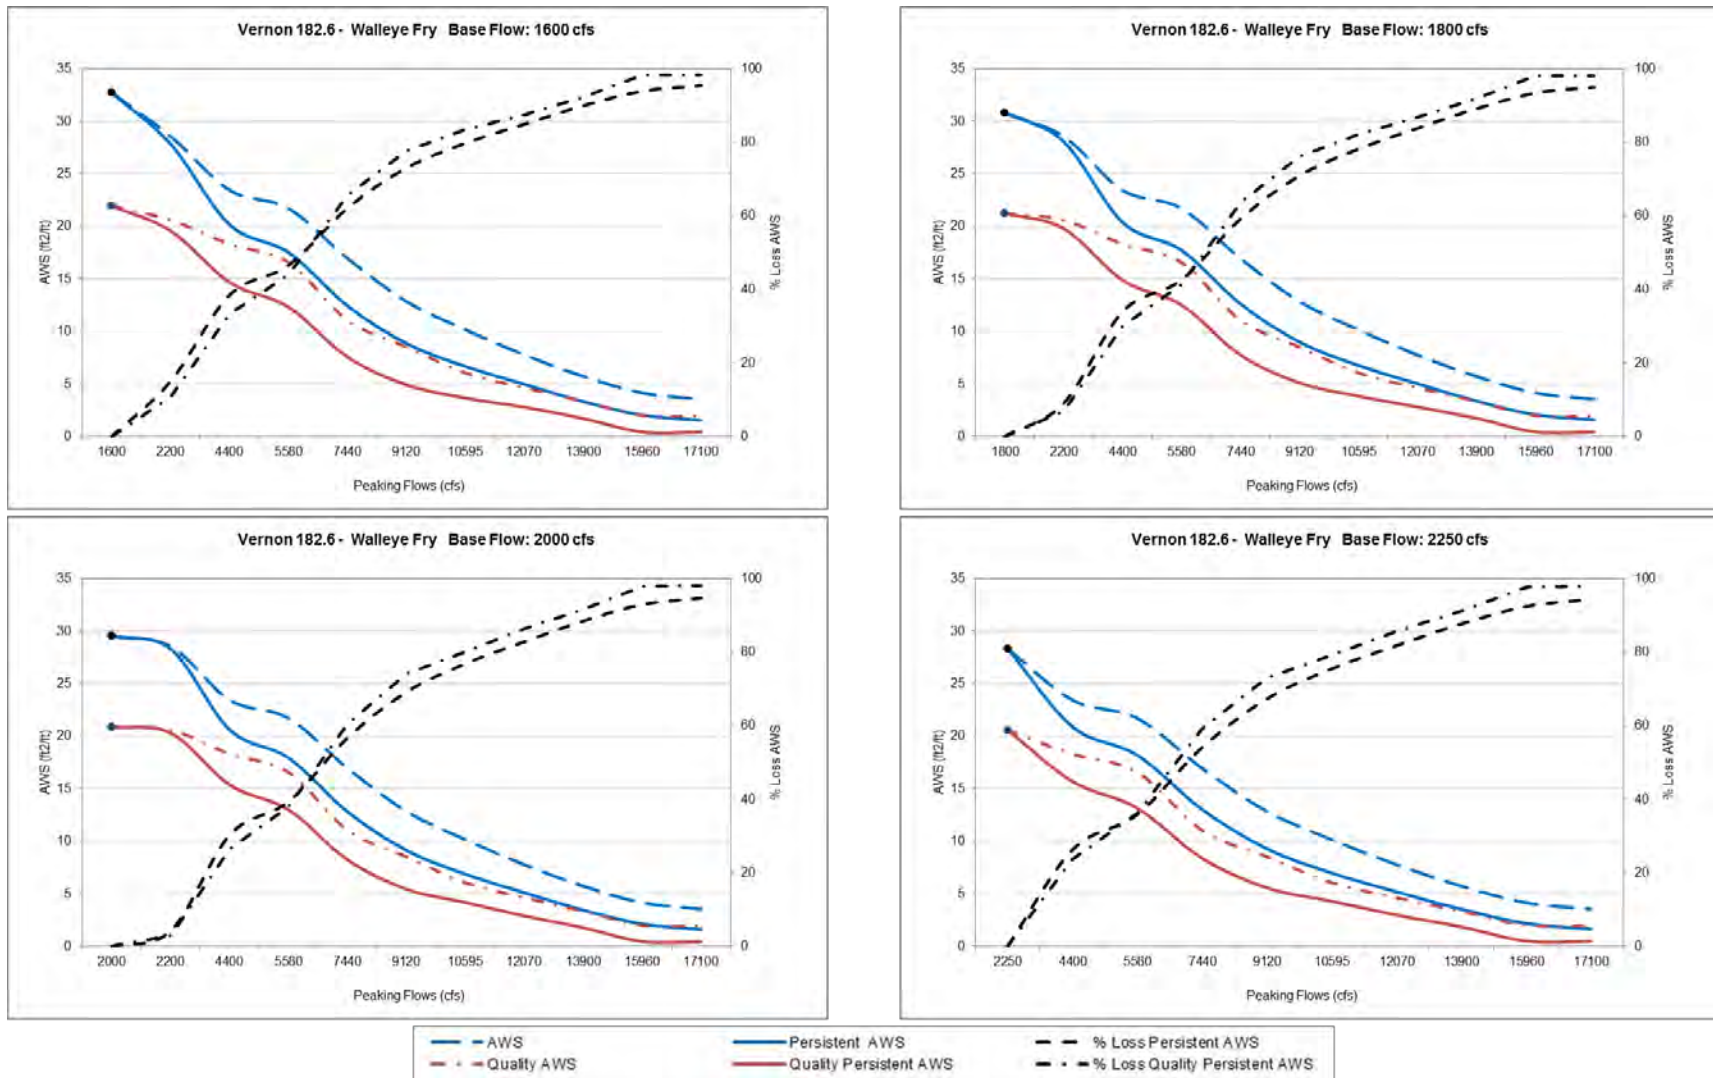 Vernon 182.6 - Walleye Fry Base Flow: 1600 cfs
35
30
25
20
15
10
5
0
AWS (ft2/ft)
100
80
60
40
20
0
% Loss AWS
1600 2200 4400 5580 7440 9120 10595 12070 13900 15960 17100
Peaking Flows (cfs)
Vernon 182.6 - Walleye Fry Base Flow: 1800 cfs
35
30
25
20
15
10
5
0
AWS (ft2/ft)
100
80
60
40
20
0
% Loss AWS
1800 2200 4400 5580 7440 9120 10595 12070 13900 15960 17100
Peaking Flows (cfs)
Vernon 182.6 - Walleye Fry Base Flow: 2000 cfs
35
30
25
20
15
10
5
0
AWS (ft2/ft)
100
80
60
40
20
0
% Loss AWS
2000 2200 4400 5580 7440 9120 10595 12070 13900 15960 17100
Peaking Flows (cfs)
Vernon 182.6 - Walleye Fry Base Flow: 2250 cfs
35
30
25
20
15
10
5
0
AWS (ft2/ft)
100
80
60
40
20
0
% Loss AWS
2250 4400 5580 7440 9120 10595 12070 13900 15960 17100
Peaking Flows (cfs)
AWS Persistent AWS % Loss Persistent AWS
Quality AWS Quality Persistent AWS % Loss Quality Persistent AWS